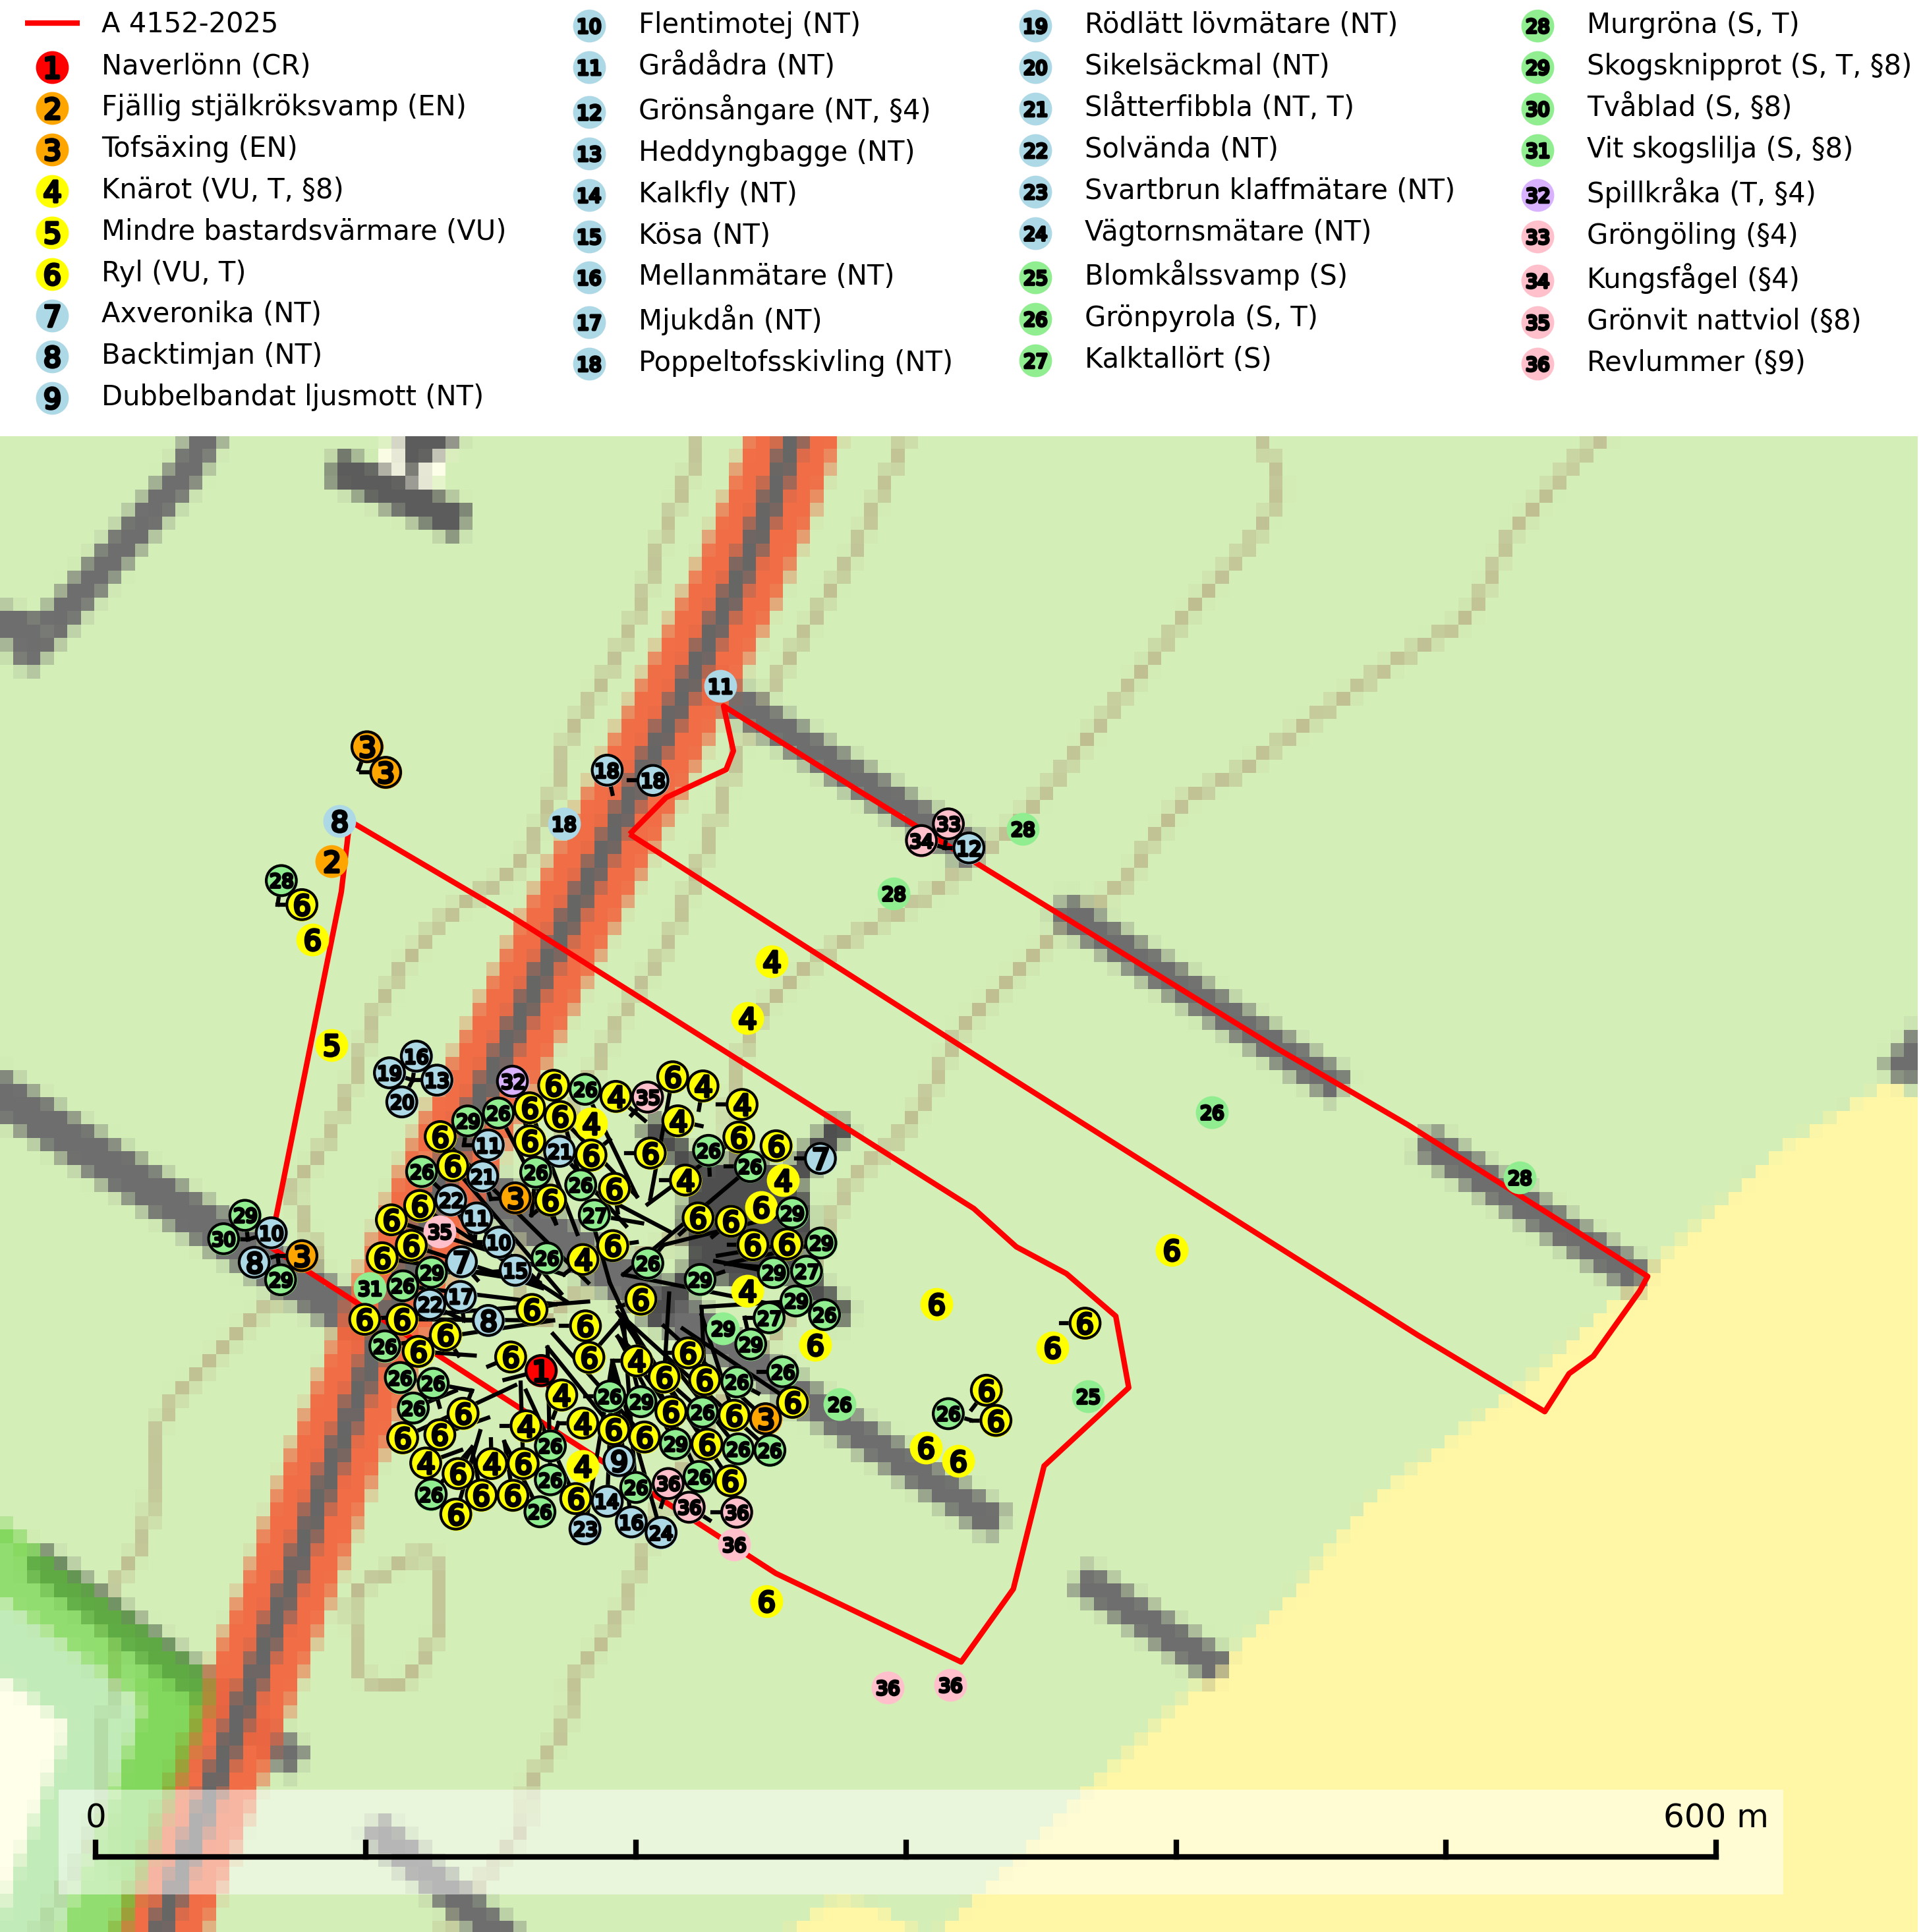 A 4152-2025
1 Naverlönn (CR)
2 Fjällig stjälkröksvamp (EN)
3 Tofsäxing (EN)
4 Knärot (VU, T, §8)
5 Mindre bastardsvärmare (VU)
6 Ryl (VU, T)
7 Axveronika (NT)
8 Backtimjan (NT)
9 Dubbelbandat ljusmott (NT)
10 Flentimotej (NT)
11 Grådådra (NT)
12 Grönsångare (NT, §4)
13 Heddyngbagge (NT)
14 Kalkfly (NT)
15 Kösa (NT)
16 Mellanmätare (NT)
17 Mjukdån (NT)
18 Poppeltofsskivling (NT)
19 Rödlätt lövmätare (NT)
20 Sikelsäckmal (NT)
21 Slåtterfibbla (NT, T)
22 Solvända (NT)
23 Svartbrun klaffmätare (NT)
24 Vägtornsmätare (NT)
25 Blomkålssvamp (S)
26 Grönpyrola (S, T)
27 Kalktallört (S)
28 Murgröna (S, T)
29 Skogsknipprot (S, T, §8)
30 Tvåblad (S, §8)
31 Vit skogslilja (S, §8)
32 Spillkråka (T, §4)
33 Gröngöling (§4)
34 Kungsfågel (§4)
35 Grönvit nattviol (§8)
36 Revlummer (§9)
0 600 m